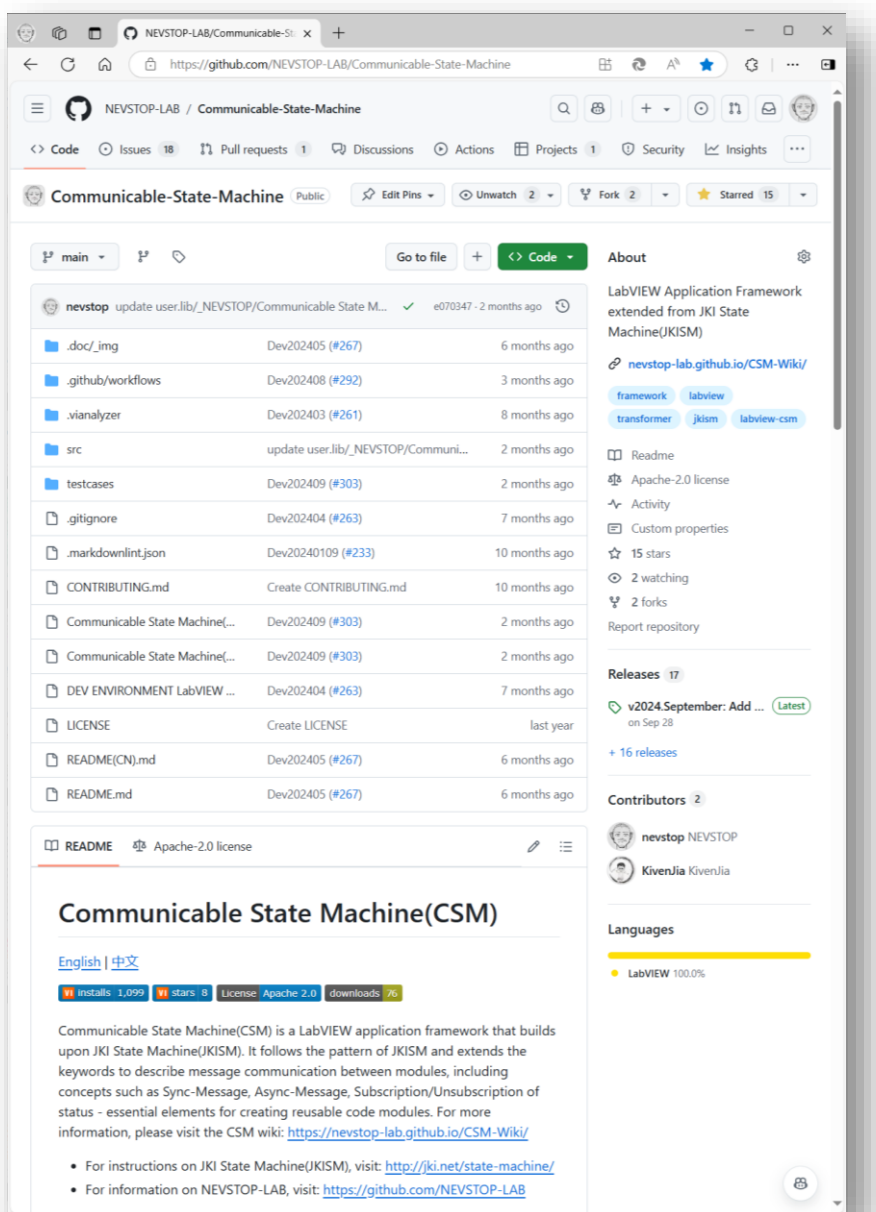 NEVSTOP-LAB/Communicable-St
https://github.com/NEVSTOP-LAB/Communicable-State-Machine
NEVSTOP-LAB / Communicable-State-Machine
Code Issues 18 Pull requests 1 Discussions Actions Projects 1 Security Insights
Communicable-State-Machine Public Edit Pins Unwatch 2 Fork 2 Starred 15
main Go to file Code
nevstop update user.lib/_NEVSTOP/Communicable State M... e070347 · 2 months ago
.doc/_img Dev202405 (#267) 6 months ago
.github/workflows Dev202408 (#292) 3 months ago
.vianalyzer Dev202403 (#261) 8 months ago
src update user.lib/_NEVSTOP/Communi... 2 months ago
testcases Dev202409 (#303) 2 months ago
.gitignore Dev202404 (#263) 7 months ago
.markdownlint.json Dev20240109 (#233) 10 months ago
CONTRIBUTING.md Create CONTRIBUTING.md 10 months ago
Communicable State Machine(... Dev202409 (#303) 2 months ago
Communicable State Machine(... Dev202409 (#303) 2 months ago
DEV ENVIRONMENT LabVIEW ... Dev202404 (#263) 7 months ago
LICENSE Create LICENSE last year
README(CN).md Dev202405 (#267) 6 months ago
README.md Dev202405 (#267) 6 months ago
README Apache-2.0 license
Communicable State Machine(CSM)
English | 中文
VI installs 1,099 VI stars 8 License Apache 2.0 downloads 76
Communicable State Machine(CSM) is a LabVIEW application framework that builds
upon JKI State Machine(JKISM). It follows the pattern of JKISM and extends the
keywords to describe message communication between modules, including
concepts such as Sync-Message, Async-Message, Subscription/Unsubscription of
status - essential elements for creating reusable code modules. For more
information, please visit the CSM wiki: https://nevstop-lab.github.io/CSM-Wiki/
• For instructions on JKI State Machine(JKISM), visit: http://jki.net/state-machine/
• For information on NEVSTOP-LAB, visit: https://github.com/NEVSTOP-LAB
About
LabVIEW Application Framework
extended from JKI State
Machine(JKISM)
nevstop-lab.github.io/CSM-Wiki/
framework labview
transformer jkism labview-csm
Readme
Apache-2.0 license
Activity
Custom properties
15 stars
2 watching
2 forks
Report repository
Releases 17
v2024.September: Add ... Latest
on Sep 28
+ 16 releases
Contributors 2
nevstop NEVSTOP
KivenJia KivenJia
Languages
LabVIEW 100.0%